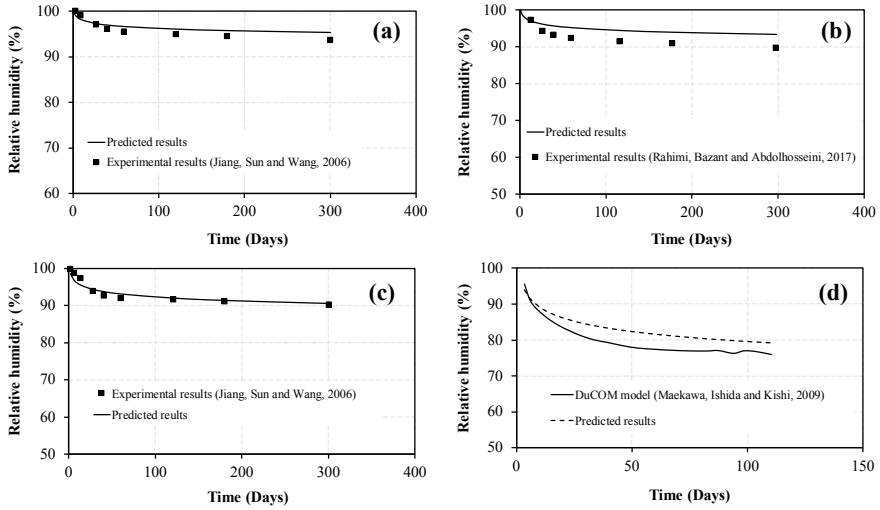 (a)
Relative humidity (%)
100
90
80
70
60
Predicted results
Experimental results (Jiang, Sun and Wang, 2006)
0
100
200
300
400
Time (Days)
(b)
Relative humidity (%)
100
90
80
70
60
50
Predicted results
Experimental results (Rahimi, Bazant and Abdolhosseini, 2017)
0
100
200
300
400
Time (Days)
(c)
Relative humidity (%)
100
90
80
70
60
50
Experimental results (Jiang, Sun and Wang, 2006)
Predicted results
0
100
200
300
400
Time (Days)
(d)
Relative humidity (%)
100
90
80
70
60
50
DuCOM model (Maekawa, Ishida and Kishi, 2009)
Predicted results
0
50
100
150
Time (Days)